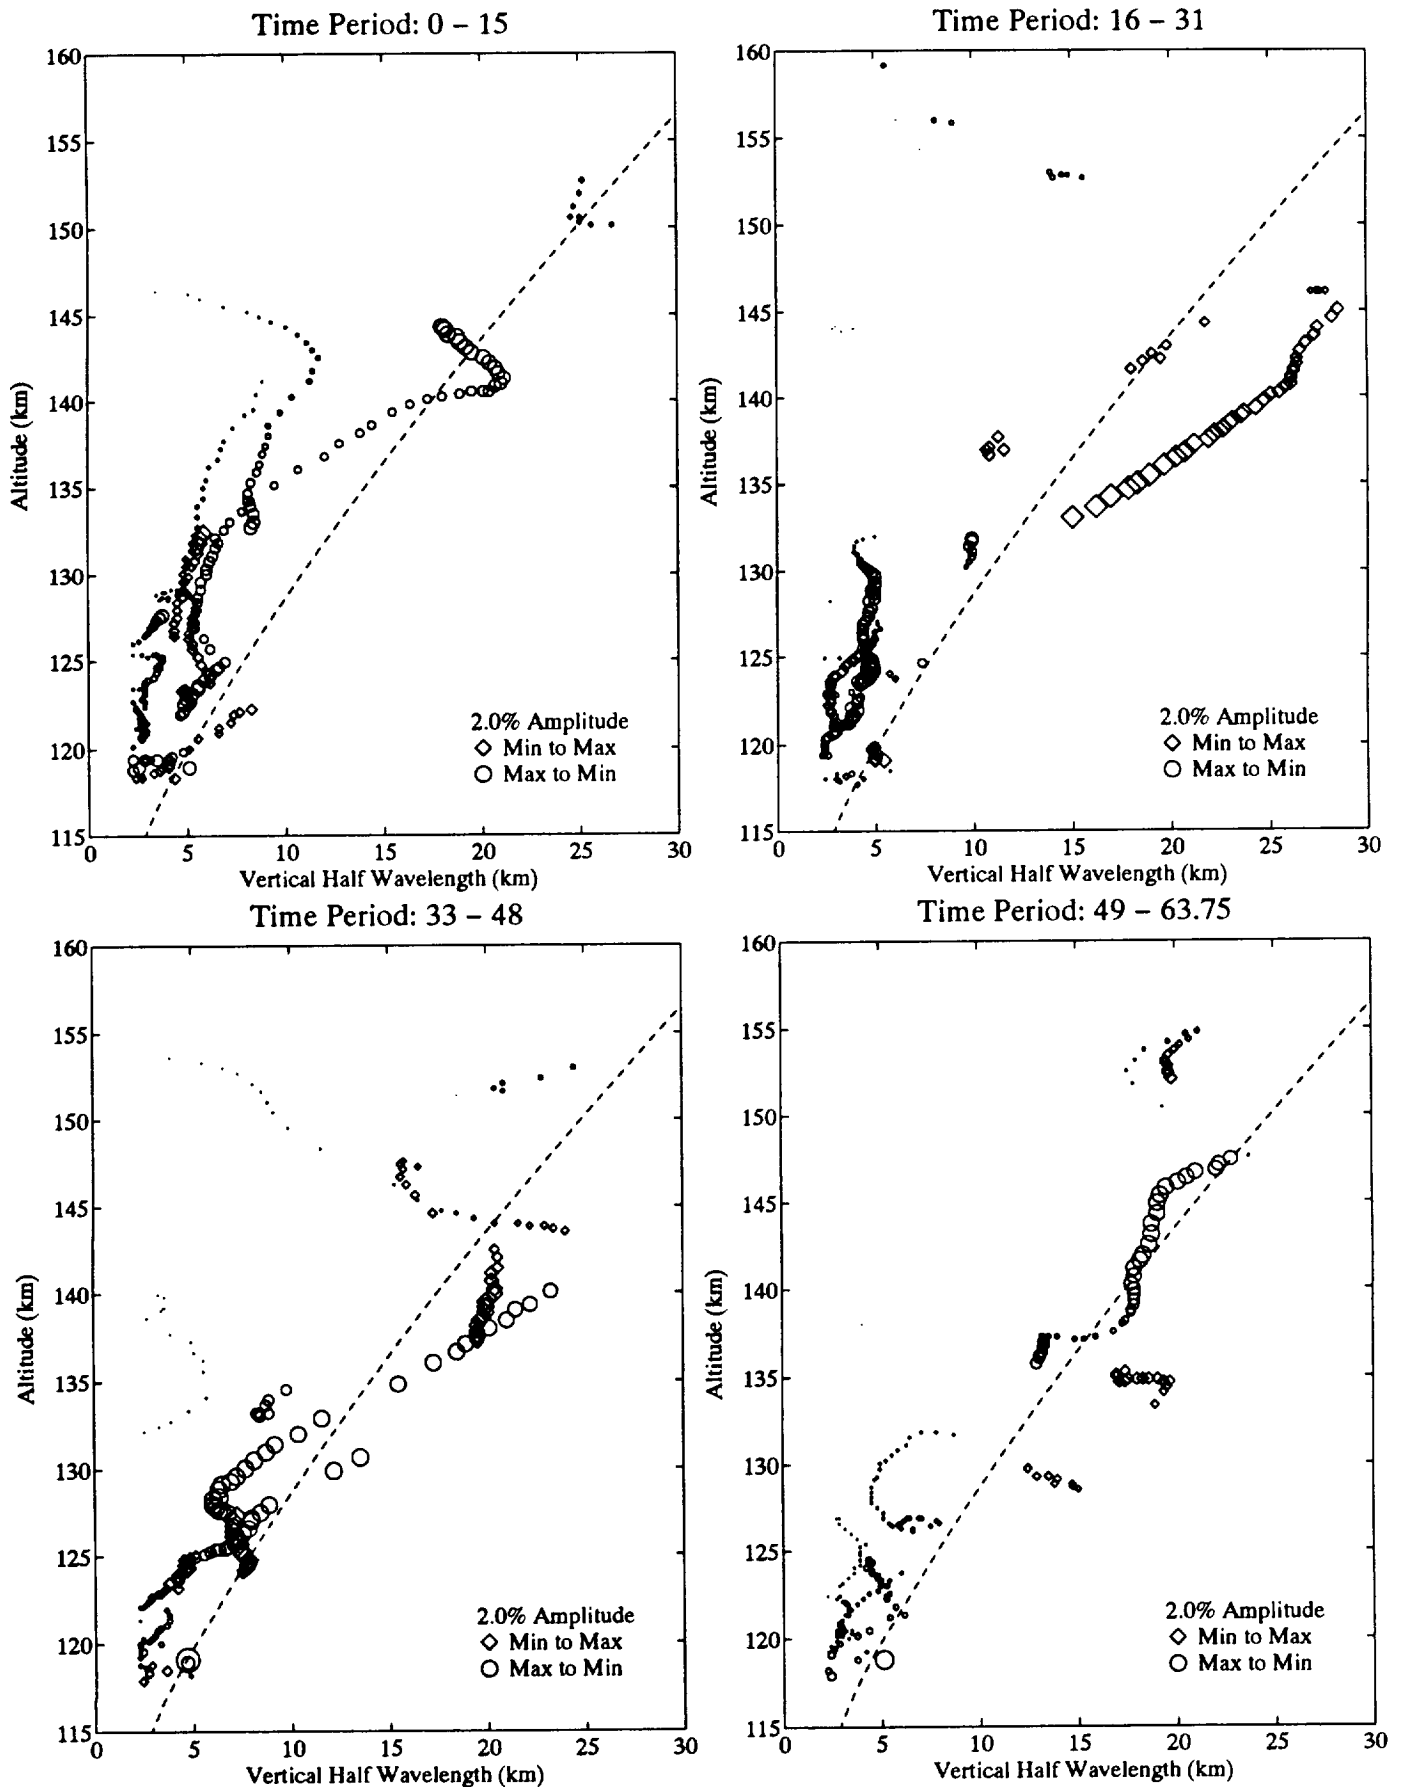 Time Period: 0 – 15
160
155
150
145
140
135
130
125
120
115
Altitude (km)
2.0% Amplitude
Min to Max
Max to Min
0 5 10 15 20 25 30
Vertical Half Wavelength (km)
Time Period: 16 – 31
160
155
150
145
140
135
130
125
120
115
Altitude (km)
2.0% Amplitude
Min to Max
Max to Min
0 5 10 15 20 25 30
Vertical Half Wavelength (km)
Time Period: 33 – 48
160
155
150
145
140
135
130
125
120
115
Altitude (km)
2.0% Amplitude
Min to Max
Max to Min
0 5 10 15 20 25 30
Vertical Half Wavelength (km)
Time Period: 49 – 63.75
160
155
150
145
140
135
130
125
120
115
Altitude (km)
2.0% Amplitude
Min to Max
Max to Min
0 5 10 15 20 25 30
Vertical Half Wavelength (km)